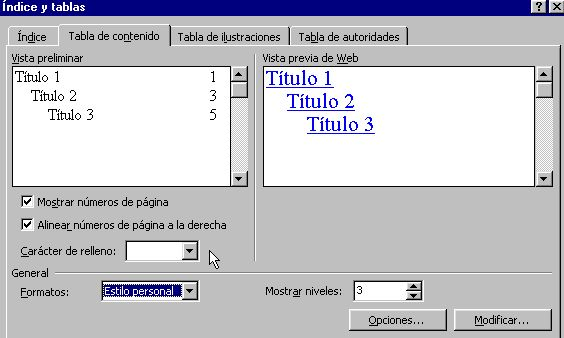 Índice y tablas
Índice Tabla de contenido Tabla de ilustraciones Tabla de autoridades
Vista preliminar
Título 1 1
Título 2 3
Título 3 5
Vista previa de Web
Título 1
Título 2
Título 3
Mostrar números de página
Alinear números de página a la derecha
Carácter de relleno:
General
Formatos: Estilo personal Mostrar niveles: 3
Opciones... Modificar...